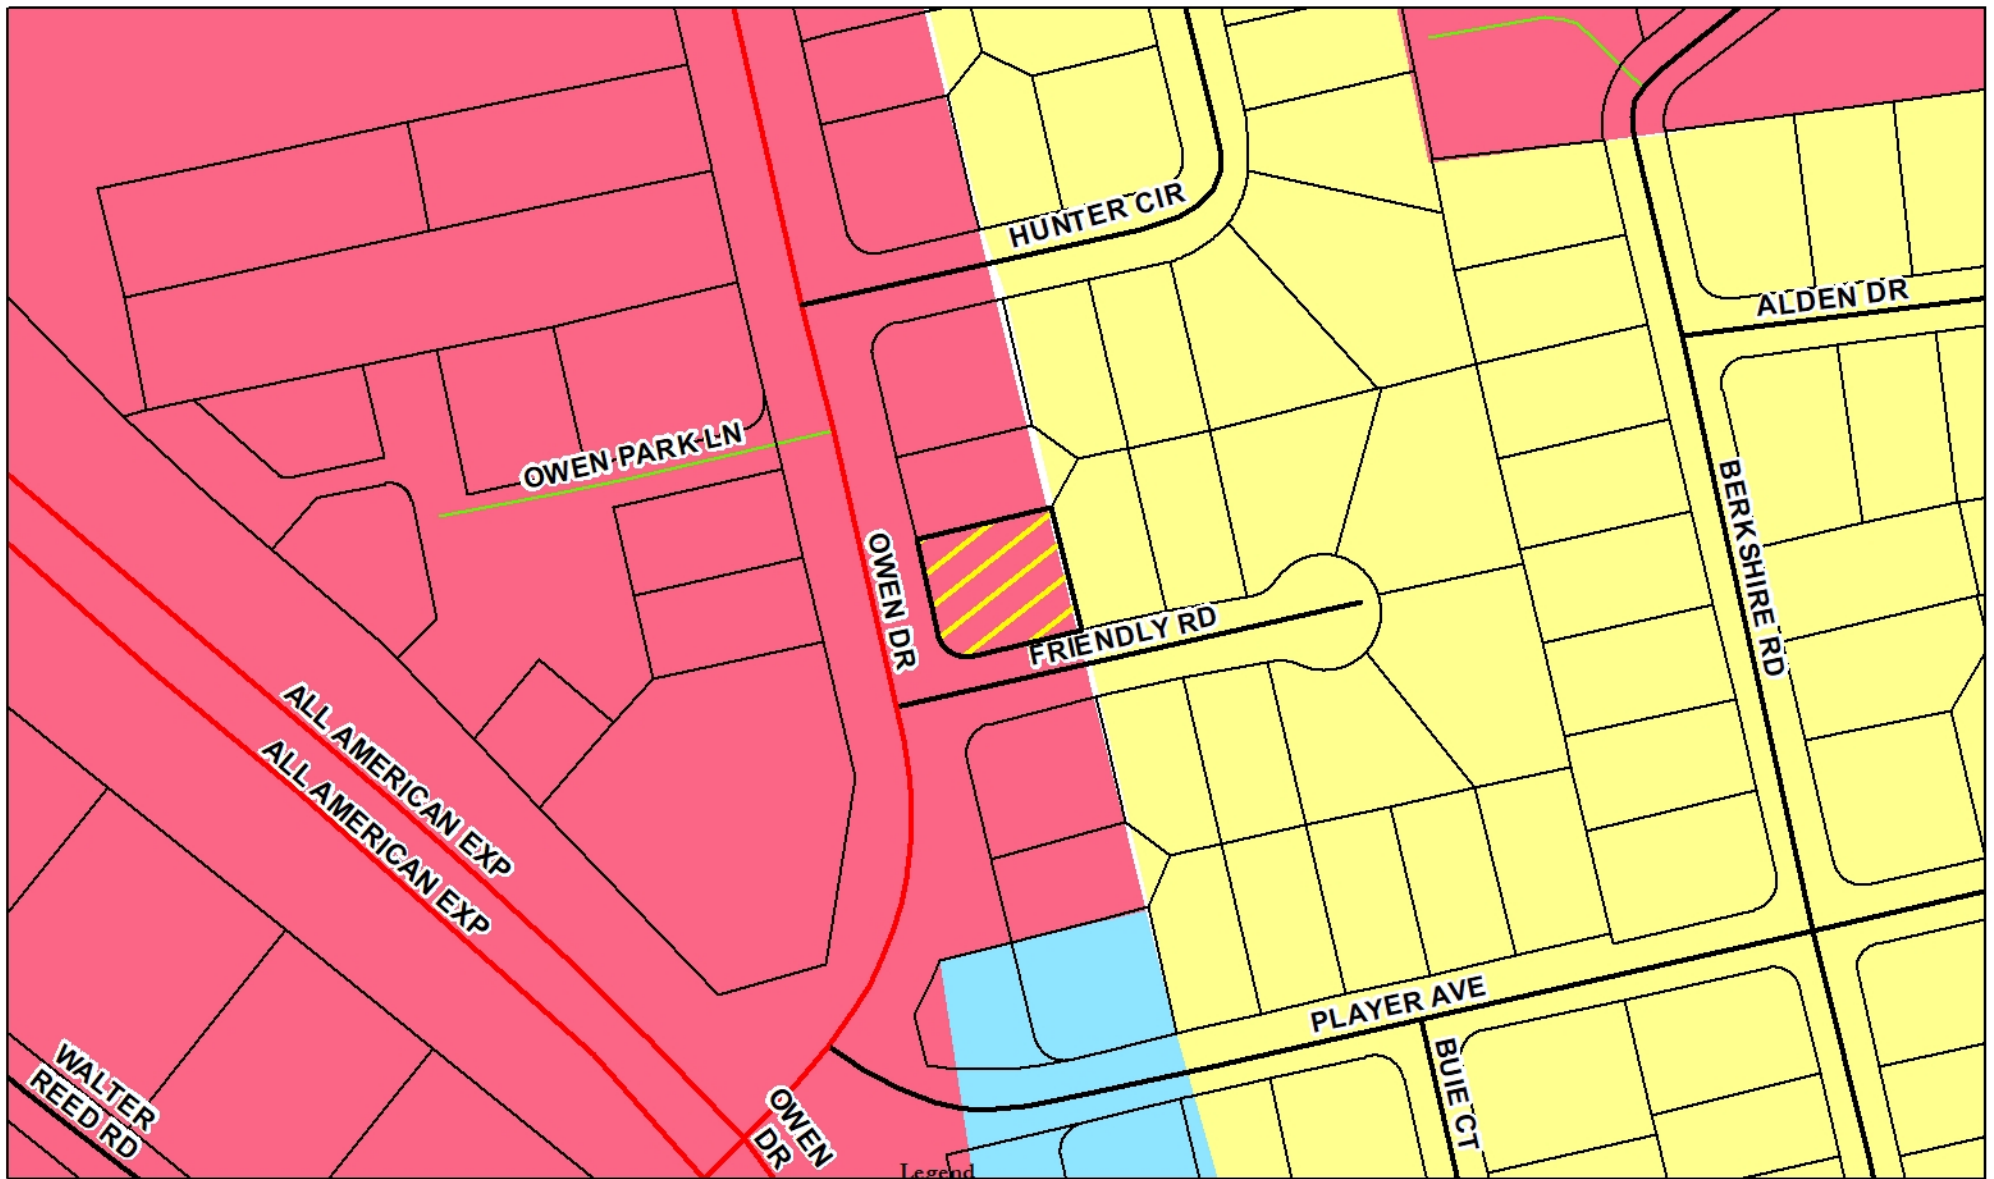 HUNTER CIR
ALDEN DR
OWEN PARK LN
BERKSHIRE RD
OWEN DR
FRIENDLY RD
ALL AMERICAN EXP
ALL AMERICAN EXP
PLAYER AVE
BUIE CT
WALTER
REED RD
OWEN
DR
Legend